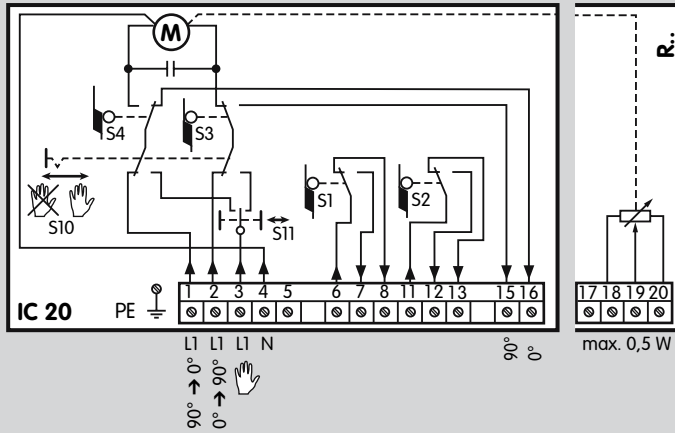 M
R..
S4
S3
S1
S2
S10
S11
IC 20
PE
1 2 3 4 5 6 7 8 11 12 13 15 16
17 18 19 20
L1 L1 L1 N
90° → 0°
0° → 90°
90°
0°
max. 0,5 W